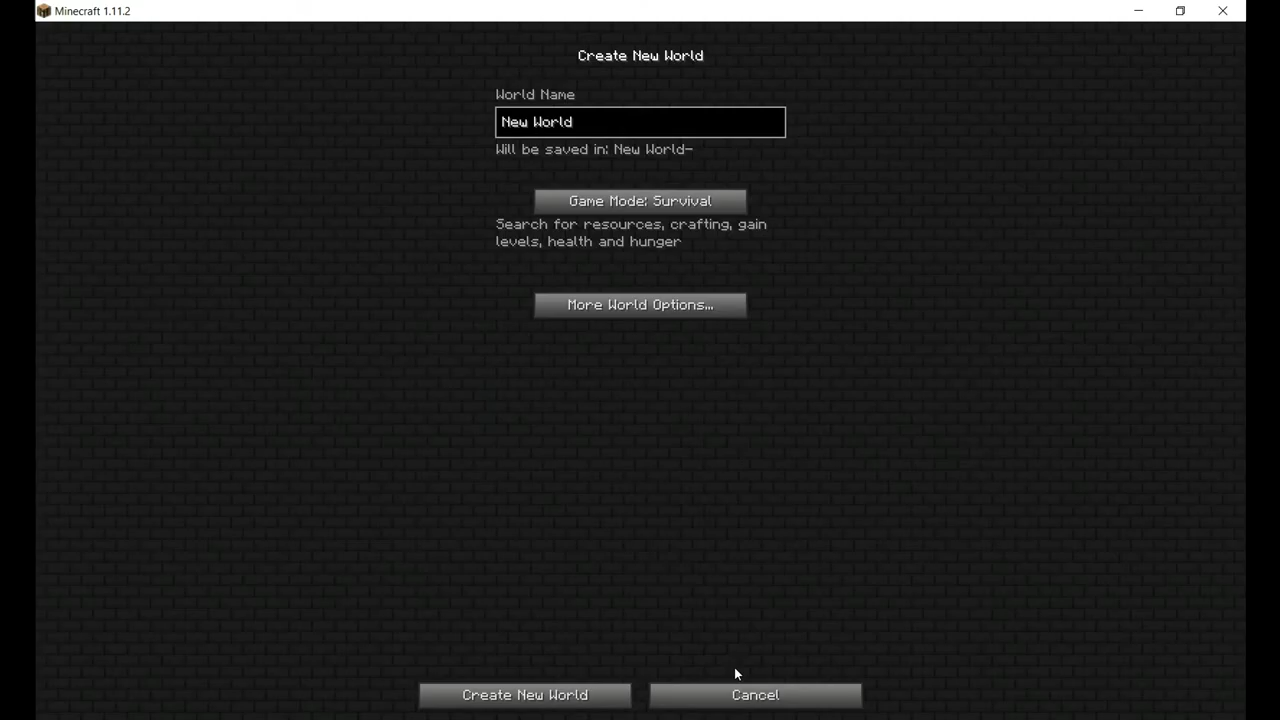 Minecraft 1.11.2
Create New World
World Name
New World
Will be saved in: New World-
Game Mode: Survival
Search for resources, crafting, gain
levels, health and hunger
More World Options...
Create New World
Cancel